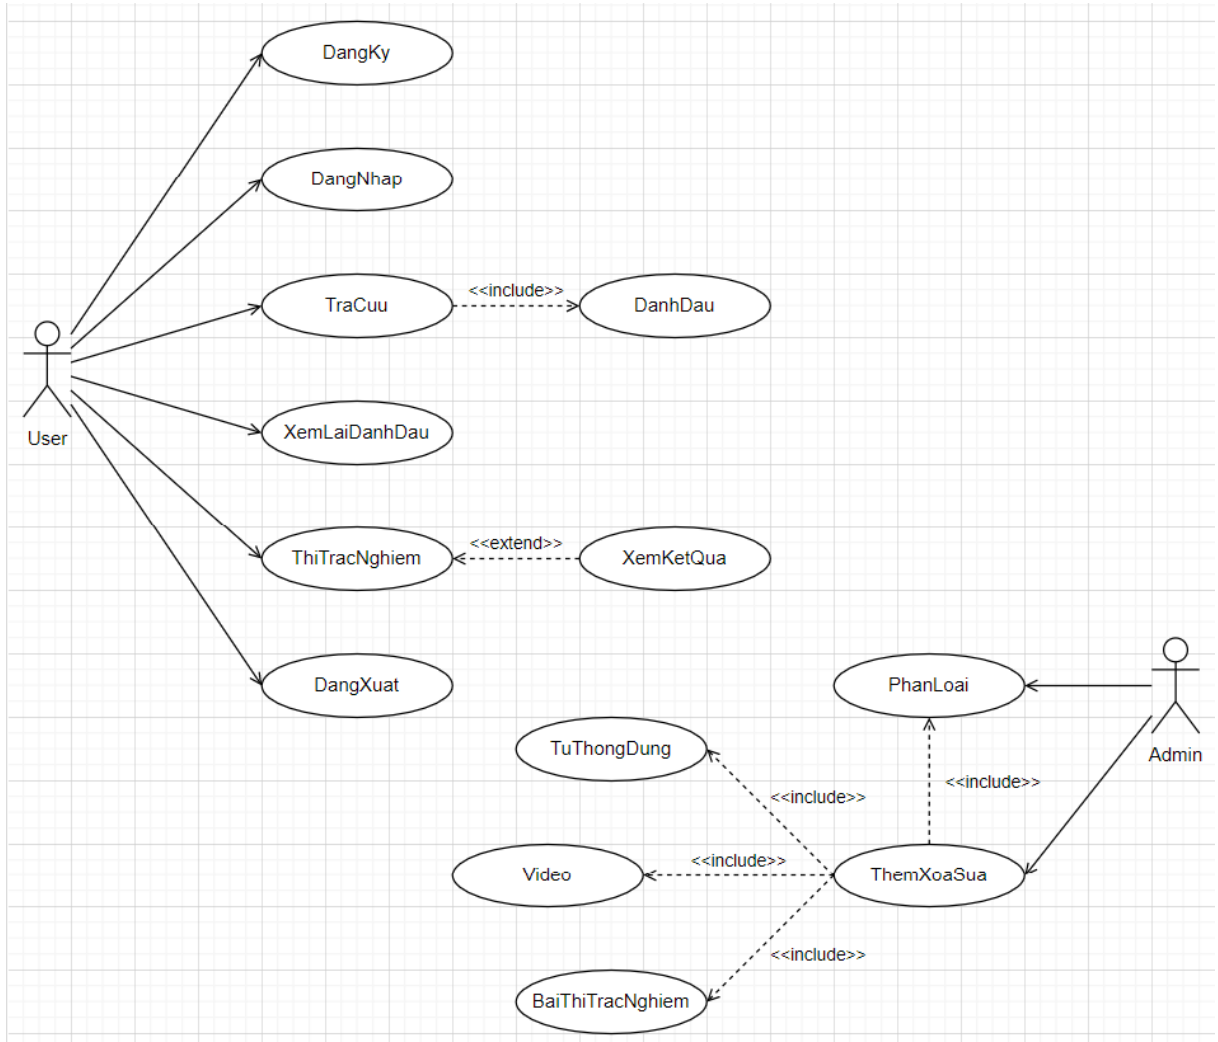 DangKy
DangNhap
TraCuu
<<include>>
DanhDau
User
XemLaiDanhDau
ThiTracNghiem
<<extend>>
XemKetQua
DangXuat
PhanLoai
Admin
TuThongDung
<<include>>
<<include>>
Video
<<include>>
ThemXoaSua
<<include>>
BaiThiTracNghiem